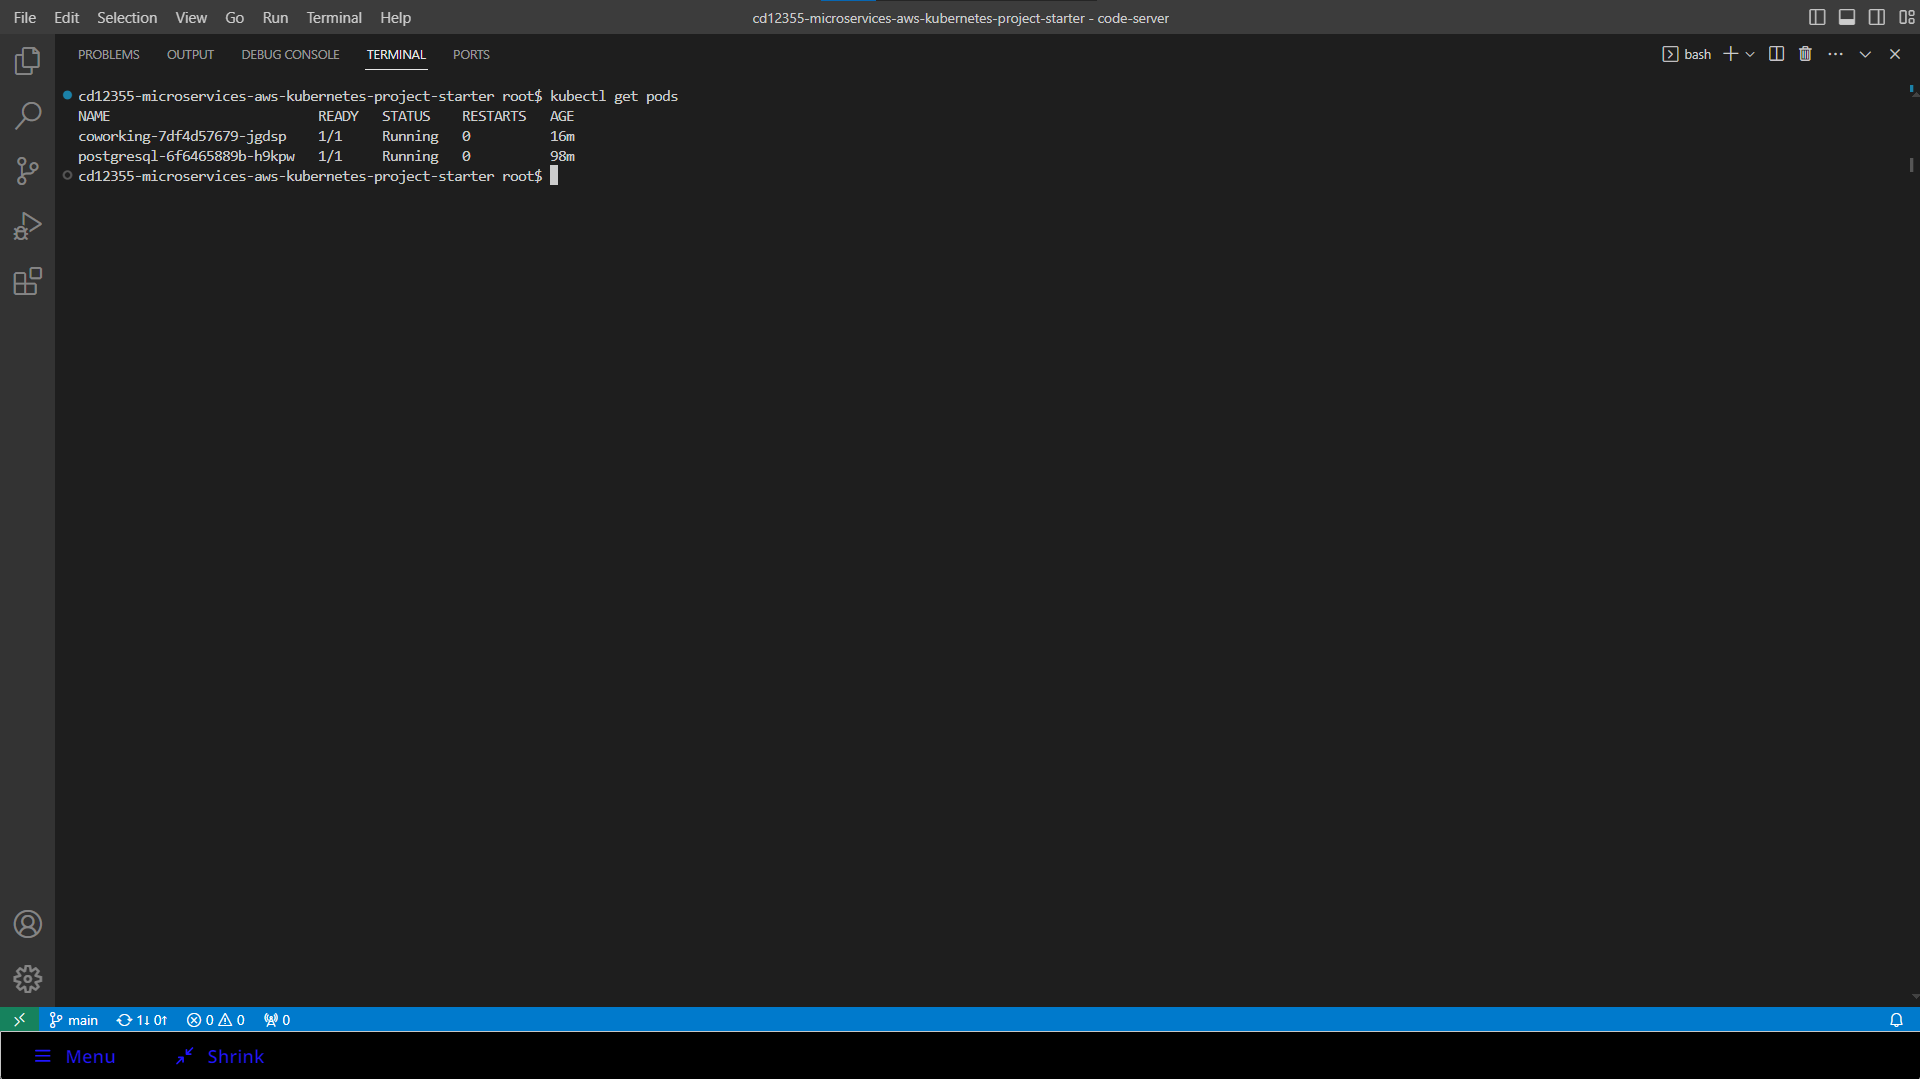 File Edit Selection View Go Run Terminal Help cd12355-microservices-aws-kubernetes-project-starter - code-server
PROBLEMS OUTPUT DEBUG CONSOLE TERMINAL PORTS bash
cd12355-microservices-aws-kubernetes-project-starter root$ kubectl get pods
NAME READY STATUS RESTARTS AGE
coworking-7df4d57679-jgdsp 1/1 Running 0 16m
postgresql-6f6465889b-h9kpw 1/1 Running 0 98m
cd12355-microservices-aws-kubernetes-project-starter root$
main 1↓ 0↑ 0 0 0
Menu Shrink